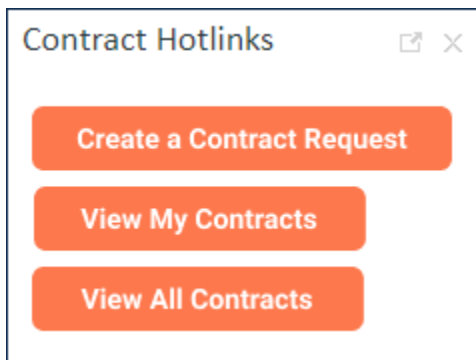 Contract Hotlinks
Create a Contract Request
View My Contracts
View All Contracts